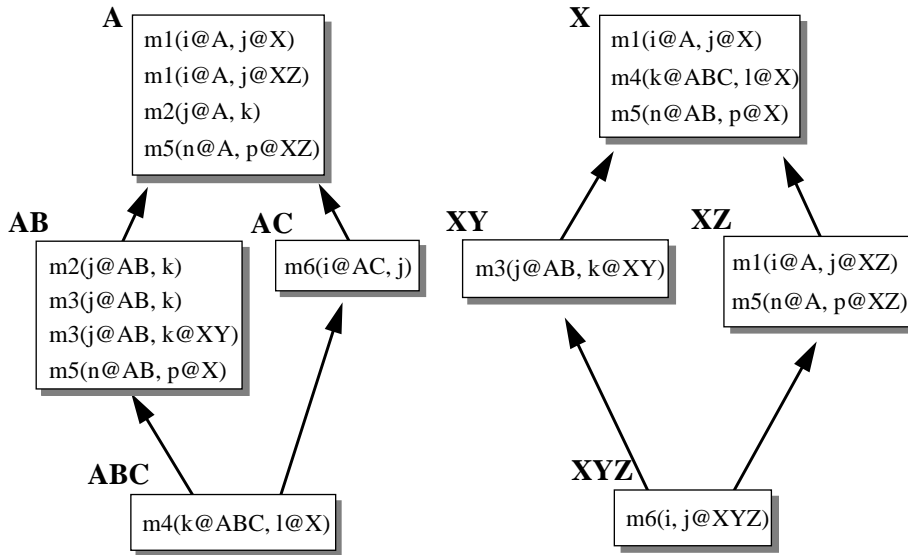 A
m1(i@A, j@X)
m1(i@A, j@XZ)
m2(j@A, k)
m5(n@A, p@XZ)
X
m1(i@A, j@X)
m4(k@ABC, l@X)
m5(n@AB, p@X)
AB
m2(j@AB, k)
m3(j@AB, k)
m3(j@AB, k@XY)
m5(n@AB, p@X)
AC
m6(i@AC, j)
XY
m3(j@AB, k@XY)
XZ
m1(i@A, j@XZ)
m5(n@A, p@XZ)
ABC
m4(k@ABC, l@X)
XYZ
m6(i, j@XYZ)